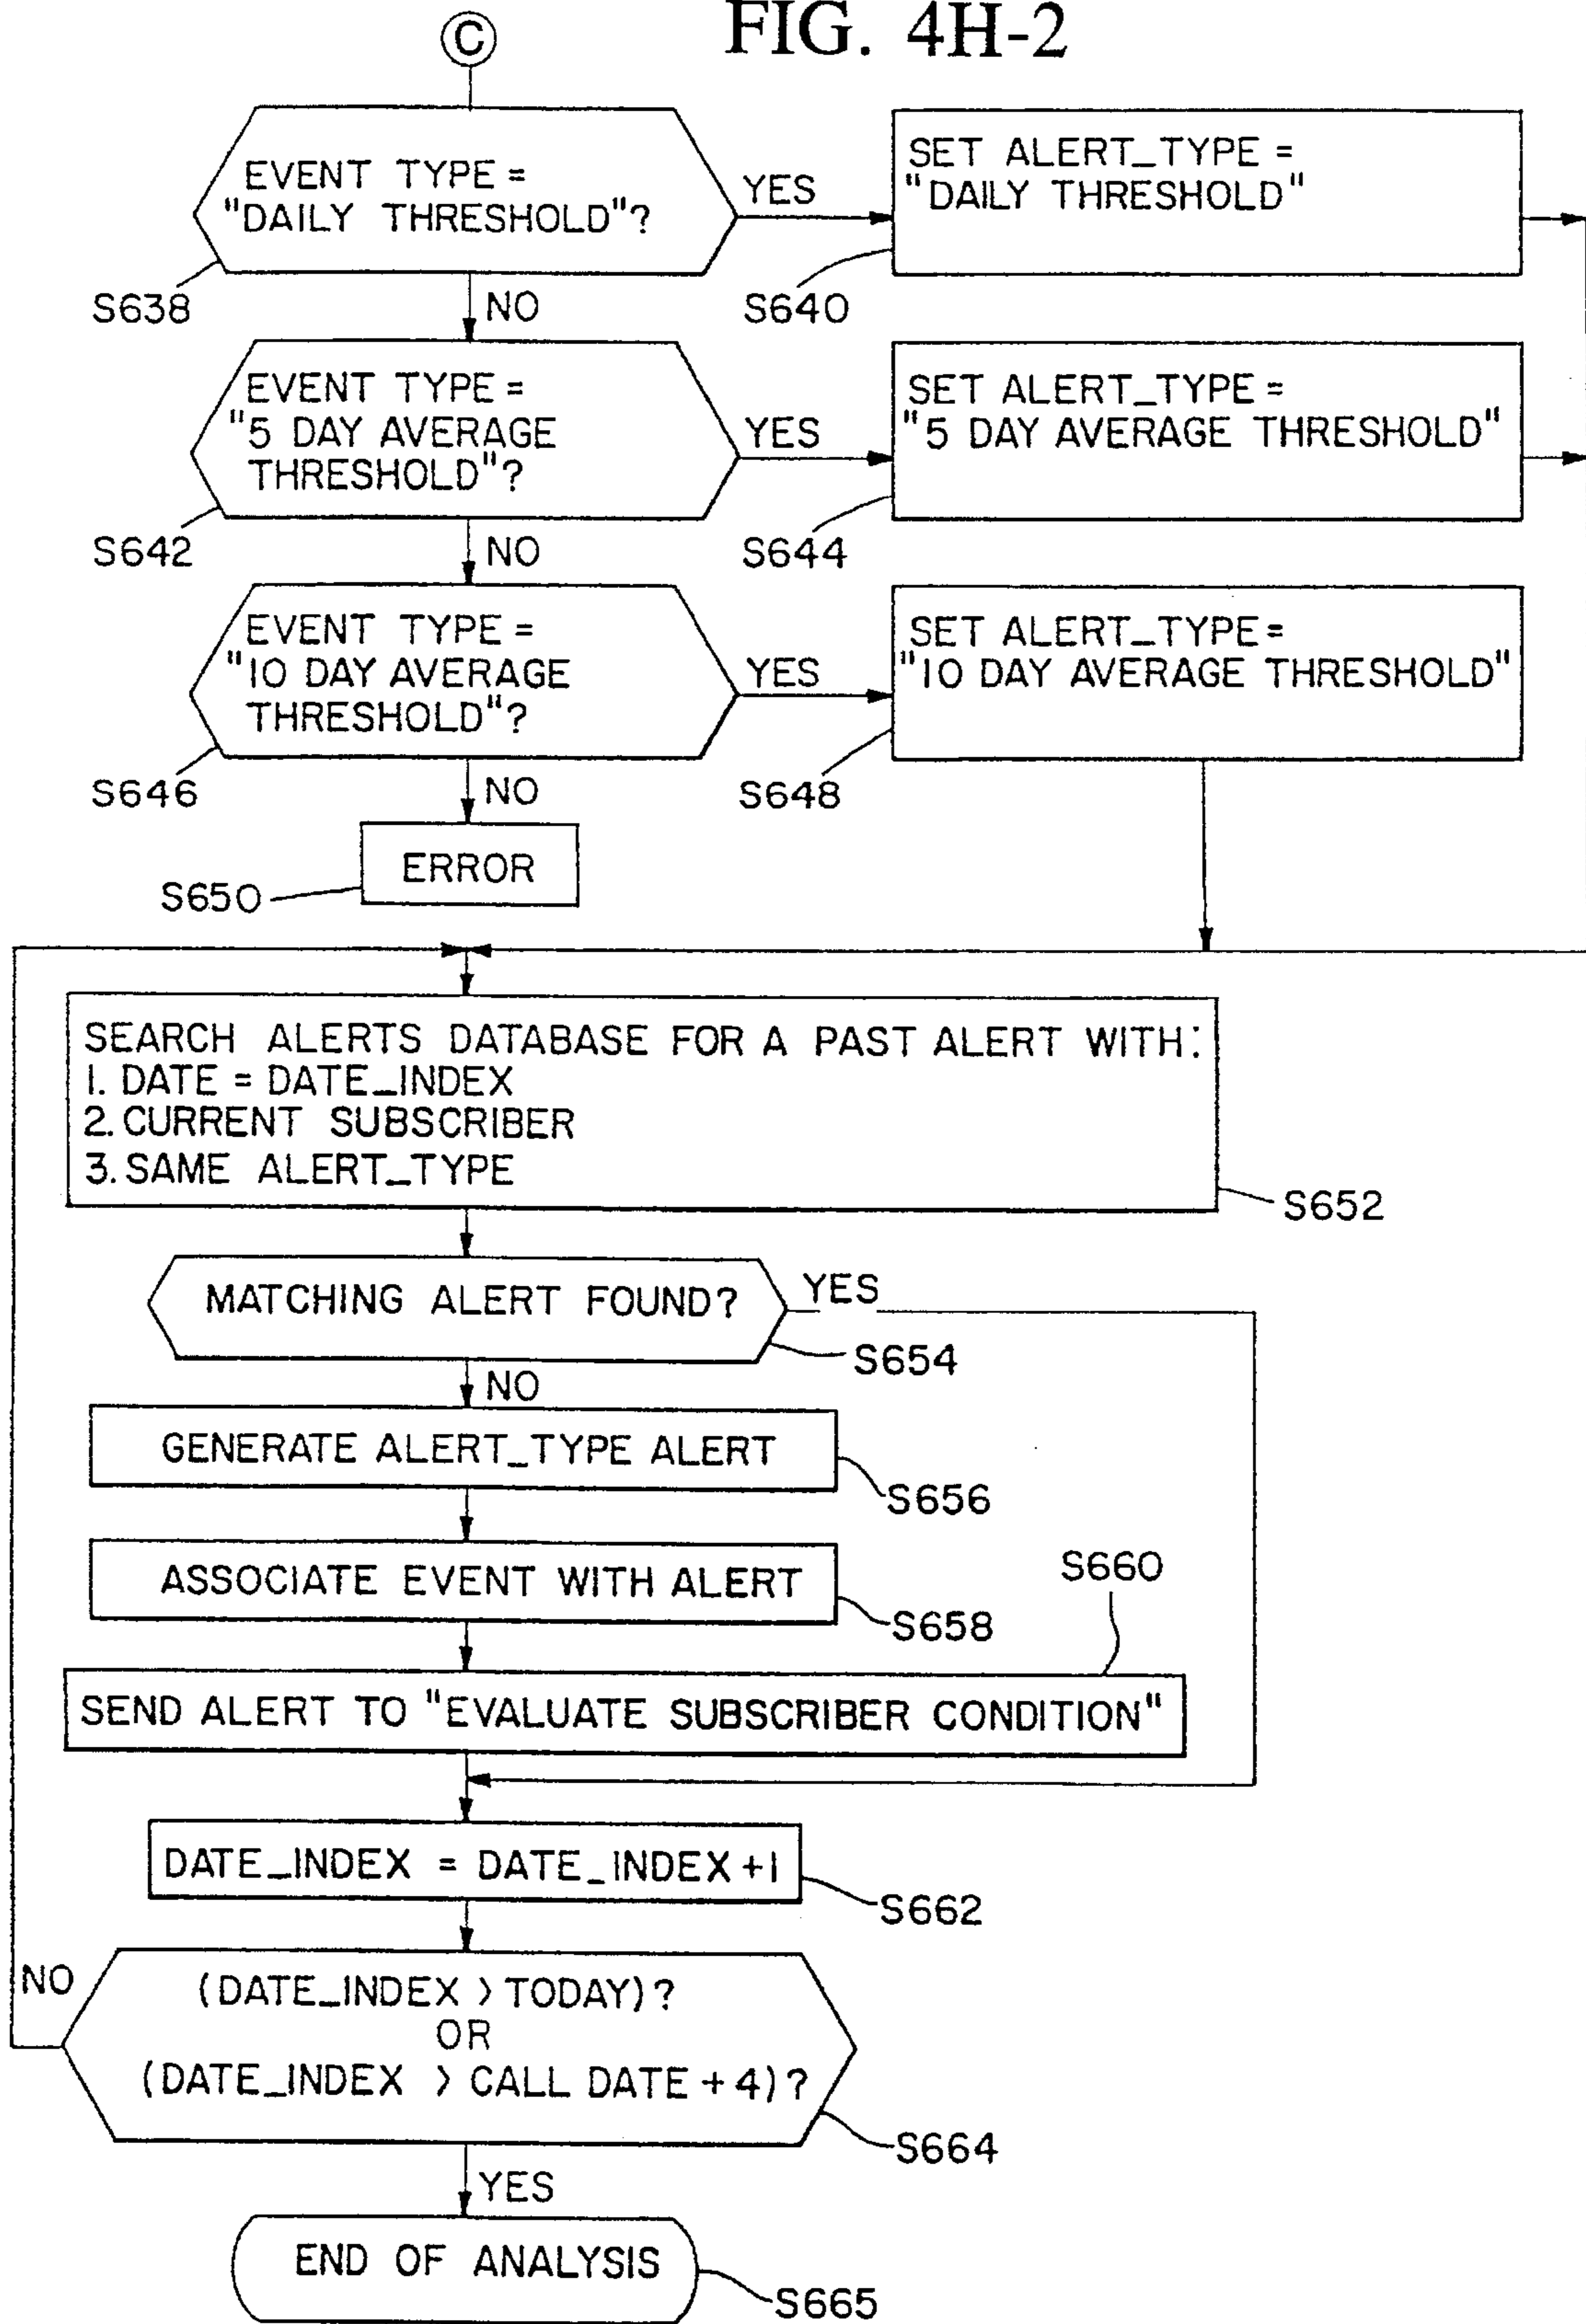 FIG. 4H-2
C
EVENT TYPE =
"DAILY THRESHOLD"?
YES
SET ALERT_TYPE =
"DAILY THRESHOLD"
S638
NO
S640
EVENT TYPE =
"5 DAY AVERAGE
THRESHOLD"?
YES
SET ALERT_TYPE =
"5 DAY AVERAGE THRESHOLD"
S642
NO
S644
EVENT TYPE =
"10 DAY AVERAGE
THRESHOLD"?
YES
SET ALERT_TYPE=
"10 DAY AVERAGE THRESHOLD"
S646
NO
S648
ERROR
S650
SEARCH ALERTS DATABASE FOR A PAST ALERT WITH:
1. DATE = DATE_INDEX
2. CURRENT SUBSCRIBER
3. SAME ALERT_TYPE
S652
MATCHING ALERT FOUND?
YES
S654
NO
GENERATE ALERT_TYPE ALERT
S656
ASSOCIATE EVENT WITH ALERT
S658
S660
SEND ALERT TO "EVALUATE SUBSCRIBER CONDITION"
DATE_INDEX = DATE_INDEX+1
S662
NO
(DATE_INDEX > TODAY)?
OR
(DATE_INDEX > CALL DATE + 4)?
S664
YES
END OF ANALYSIS
S665